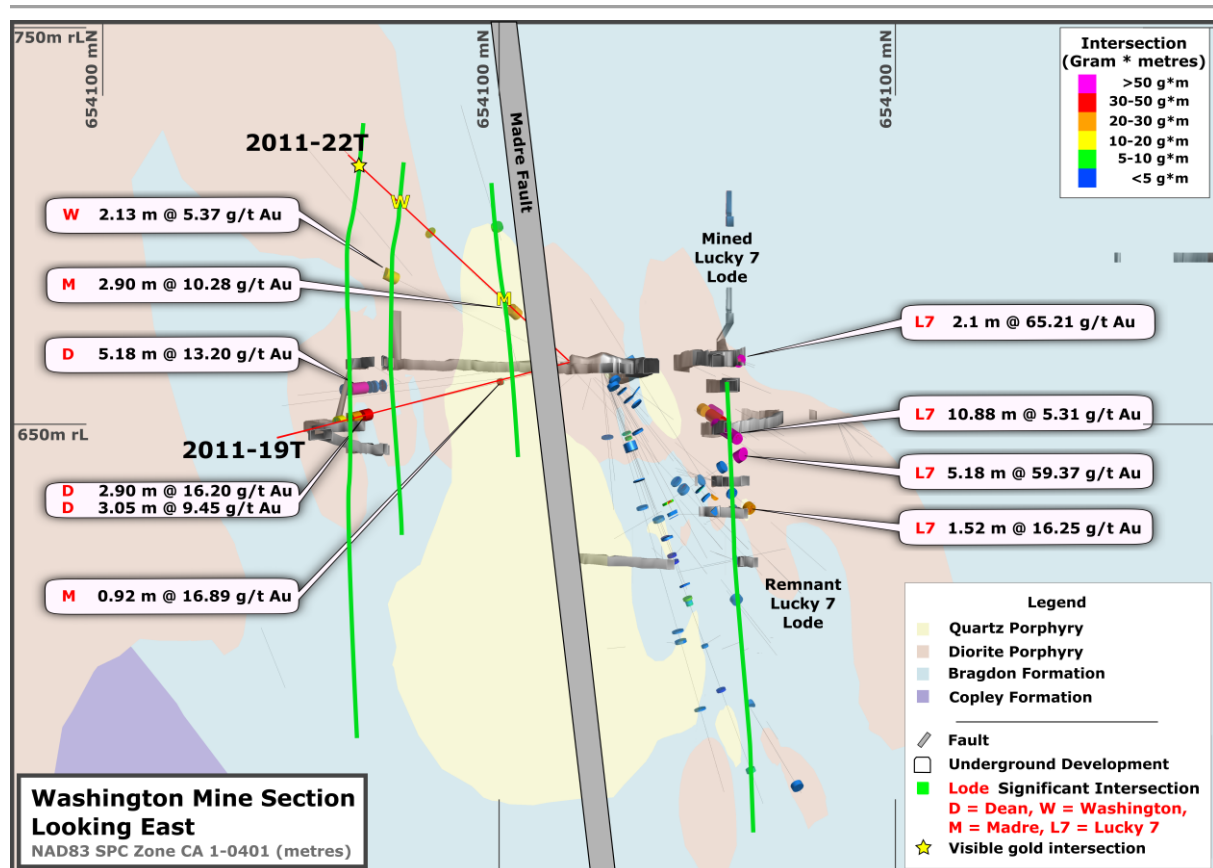 750m rL
654100 mN
654100 mN
654100 mN
Madre Fault
Intersection
(Gram * metres)
>50 g*m
30-50 g*m
20-30 g*m
10-20 g*m
5-10 g*m
<5 g*m
2011-22T
W
M
W 2.13 m @ 5.37 g/t Au
M 2.90 m @ 10.28 g/t Au
D 5.18 m @ 13.20 g/t Au
650m rL
2011-19T
D 2.90 m @ 16.20 g/t Au
D 3.05 m @ 9.45 g/t Au
M 0.92 m @ 16.89 g/t Au
Mined
Lucky 7
Lode
L7 2.1 m @ 65.21 g/t Au
L7 10.88 m @ 5.31 g/t Au
L7 5.18 m @ 59.37 g/t Au
L7 1.52 m @ 16.25 g/t Au
Remnant
Lucky 7
Lode
Legend
Quartz Porphyry
Diorite Porphyry
Bragdon Formation
Copley Formation
Fault
Underground Development
Lode Significant Intersection
D = Dean, W = Washington,
M = Madre, L7 = Lucky 7
Visible gold intersection
Washington Mine Section
Looking East
NAD83 SPC Zone CA 1-0401 (metres)